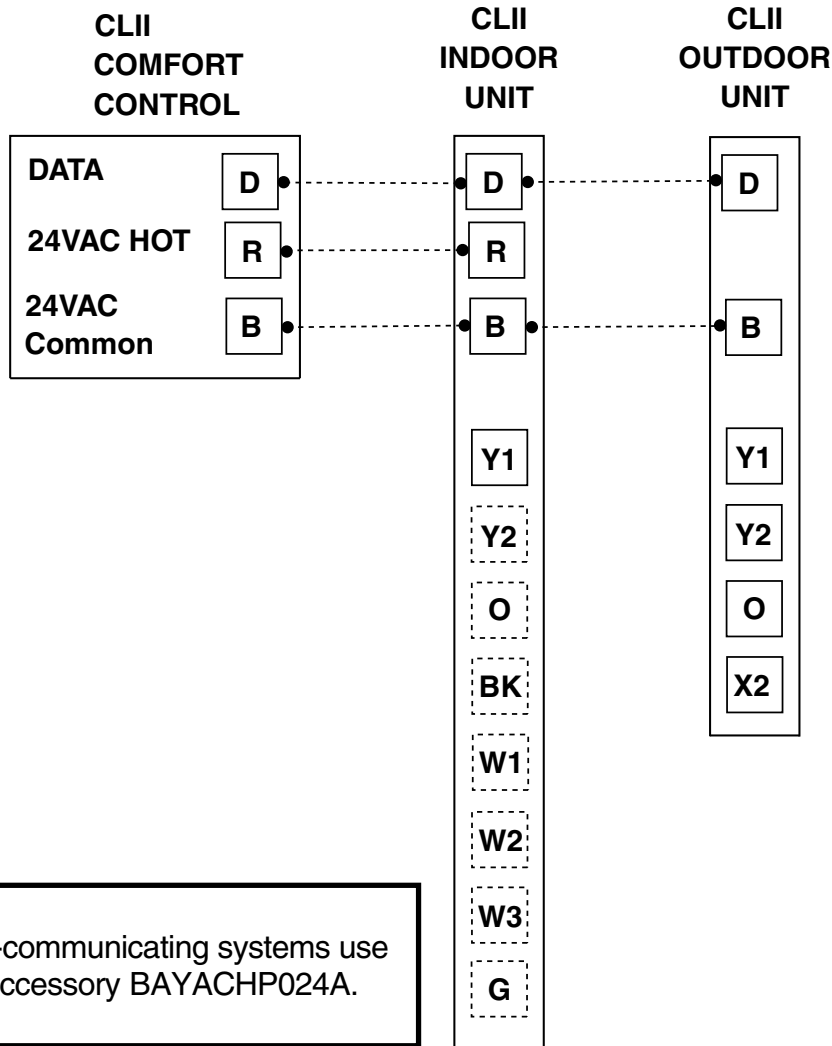 CLII
COMFORT
CONTROL
CLII
INDOOR
UNIT
CLII
OUTDOOR
UNIT
DATA
D
D
D
24VAC HOT
R
R
24VAC
Common
B
B
B
Y1
Y1
Y2
Y2
O
O
BK
X2
W1
W2
W3
G
-communicating systems use
ccessory BAYACHP024A.